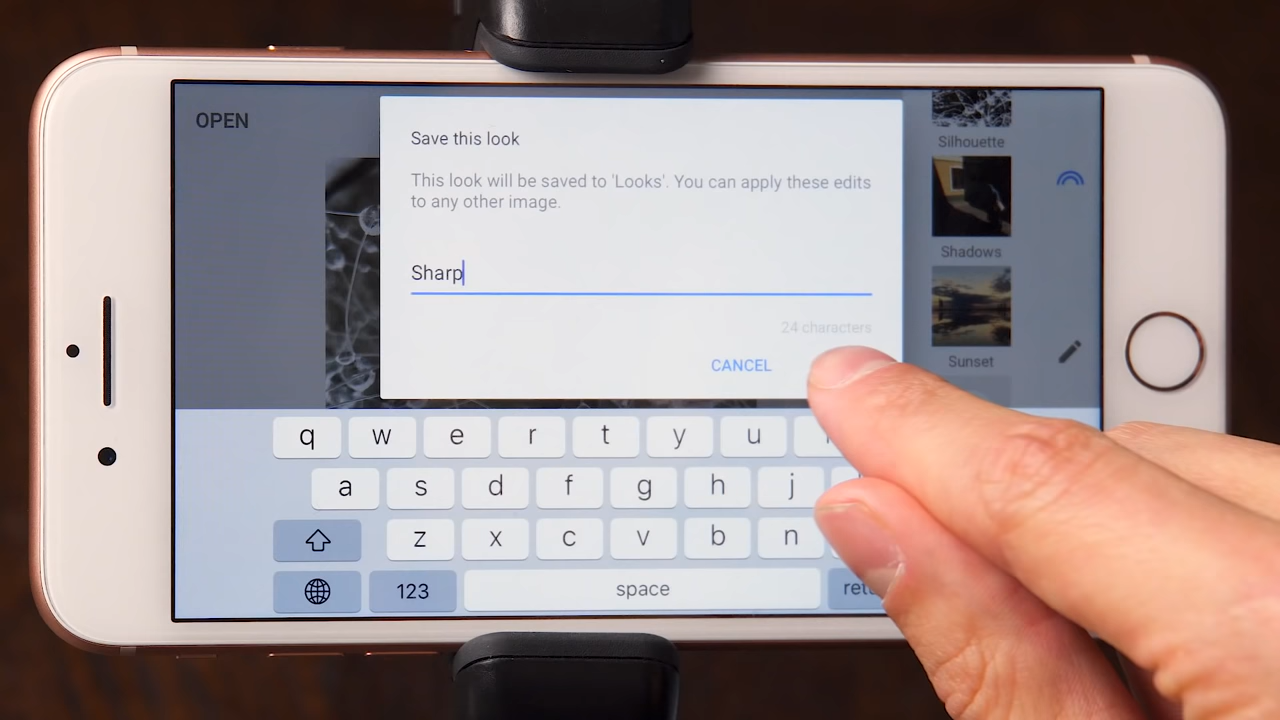 OPEN
Save this look
This look will be saved to 'Looks'. You can apply these edits
to any other image.
Sharp
24 characters
CANCEL
Silhouette
Shadows
Sunset
q w e r t y u
a s d f g h j
z x c v b n
123 space